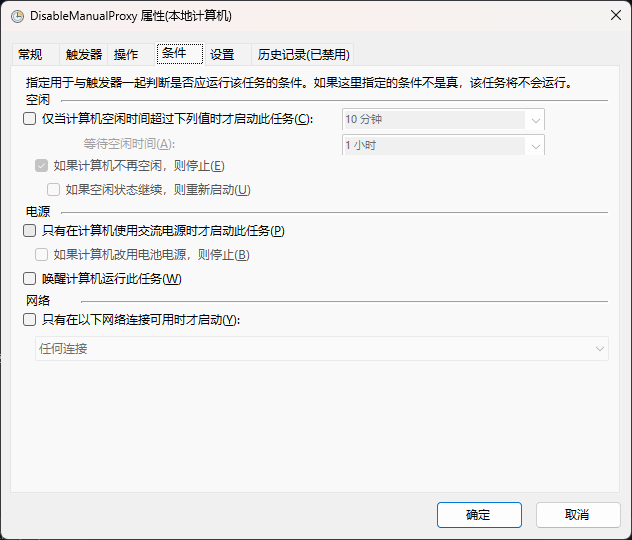 DisableManualProxy 属性(本地计算机)
常规 触发器 操作 条件 设置 历史记录(已禁用)
指定用于与触发器一起判断是否应运行该任务的条件。如果这里指定的条件不是真，该任务将不会运行。
空闲
仅当计算机空闲时间超过下列值时才启动此任务(C): 10 分钟
等待空闲时间(A): 1 小时
如果计算机不再空闲，则停止(E)
如果空闲状态继续，则重新启动(U)
电源
只有在计算机使用交流电源时才启动此任务(P)
如果计算机改用电池电源，则停止(B)
唤醒计算机运行此任务(W)
网络
只有在以下网络连接可用时才启动(Y):
任何连接
确定 取消